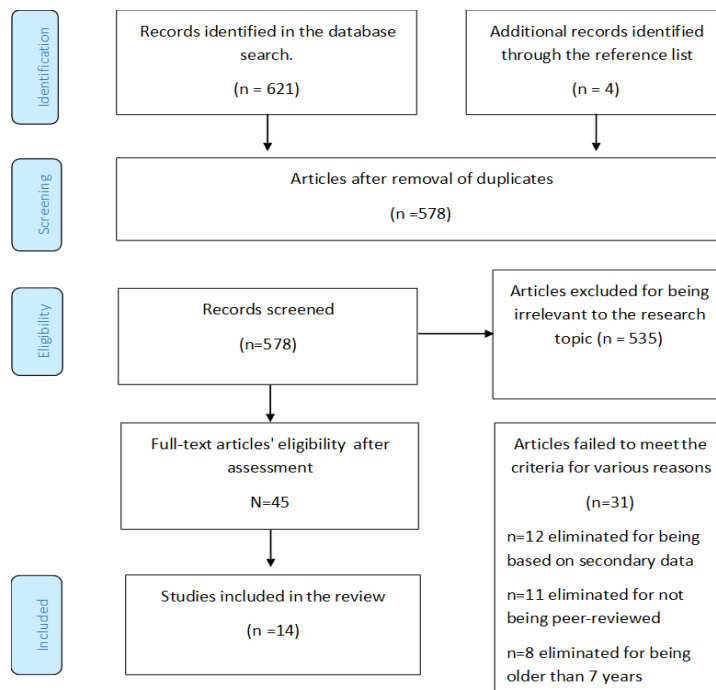 Identification
Records identified in the database
search.
(n = 621)
Additional records identified
through the reference list
(n = 4)
Screening
Articles after removal of duplicates
(n =578)
Eligibility
Records screened
(n=578)
Articles excluded for being
irrelevant to the research
topic (n = 535)
Full-text articles' eligibility after
assessment
N=45
Articles failed to meet the
criteria for various reasons
(n=31)
n=12 eliminated for being
based on secondary data
n=11 eliminated for not
being peer-reviewed
n=8 eliminated for being
older than 7 years
Included
Studies included in the review
(n =14)